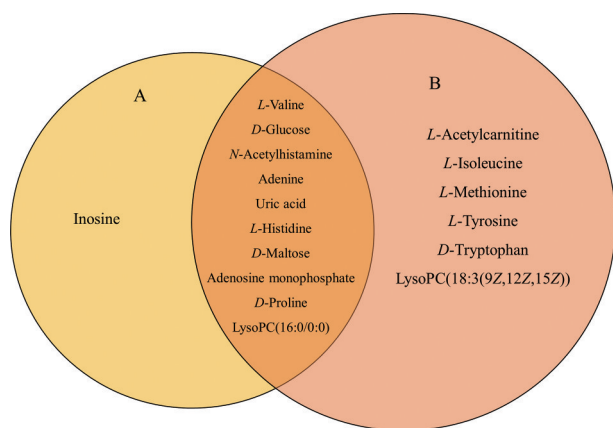 A
Inosine
L-Valine
D-Glucose
N-Acetylhistamine
Adenine
Uric acid
L-Histidine
D-Maltose
Adenosine monophosphate
D-Proline
LysoPC(16:0/0:0)
B
L-Acetylcarnitine
L-Isoleucine
L-Methionine
L-Tyrosine
D-Tryptophan
LysoPC(18:3(9Z,12Z,15Z))